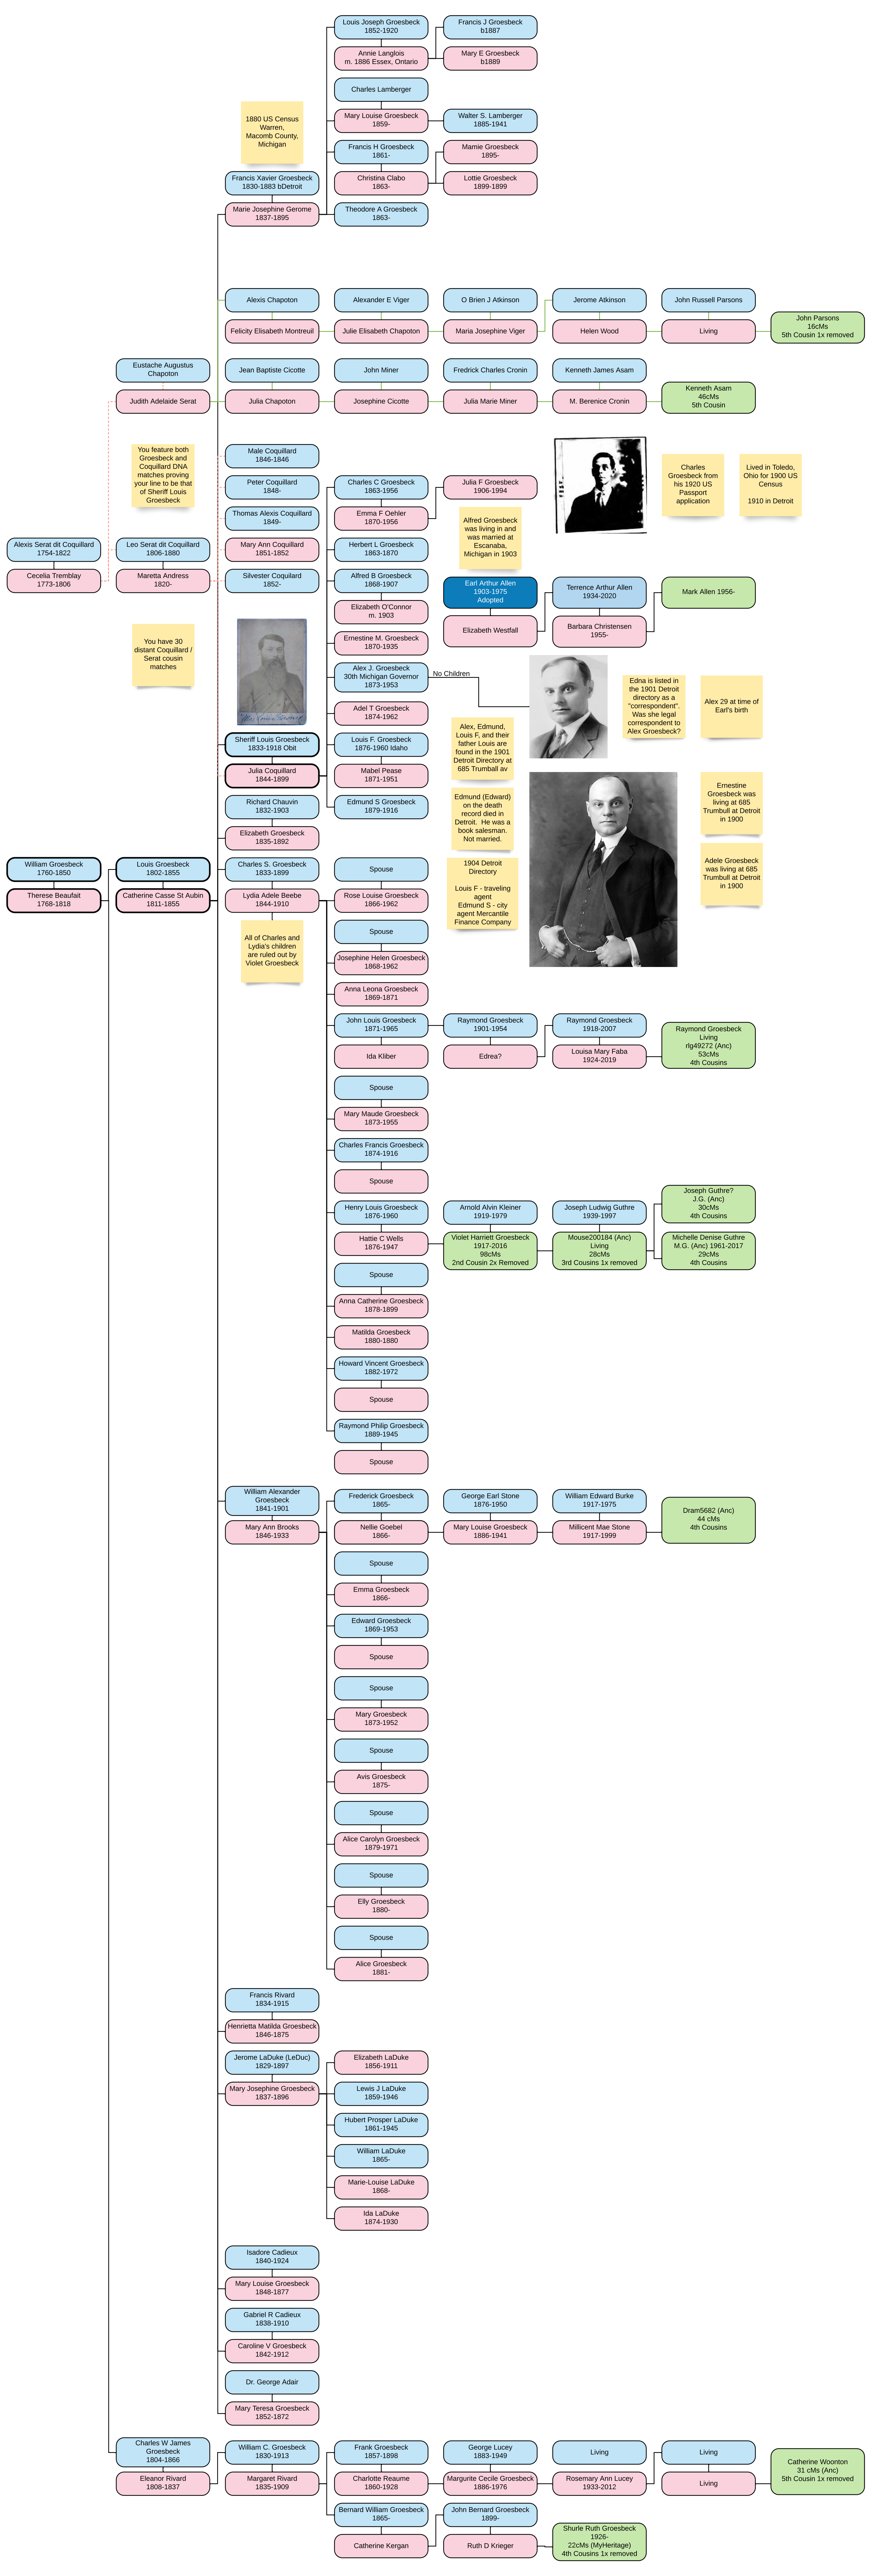 Louis Joseph Groesbeck
1852-1920
Francis J Groesbeck
b1887
Annie Langlois
m. 1886 Essex, Ontario
Mary E Groesbeck
b1889
Charles Lamberger
1880 US Census
Warren,
Macomb County,
Michigan
Mary Louise Groesbeck
1859-
Walter S. Lamberger
1885-1941
Francis H Groesbeck
1861-
Mamie Groesbeck
1895-
Francis Xavier Groesbeck
1830-1883 bDetroit
Christina Clabo
1863-
Lottie Groesbeck
1899-1899
Marie Josephine Gerome
1837-1895
Theodore A Groesbeck
1863-
Alexis Chapoton
Alexander E Viger
O Brien J Atkinson
Jerome Atkinson
John Russell Parsons
Felicity Elisabeth Montreuil
Julie Elisabeth Chapoton
Maria Josephine Viger
Helen Wood
Living
John Parsons
16cMs
5th Cousin 1x removed
Eustache Augustus
Chapoton
Jean Baptiste Cicotte
John Miner
Fredrick Charles Cronin
Kenneth James Asam
Judith Adelaide Serat
Julia Chapoton
Josephine Cicotte
Julia Marie Miner
M. Berenice Cronin
Kenneth Asam
46cMs
5th Cousin
You feature both
Groesbeck and
Coquillard DNA
matches proving
your line to be that
of Sheriff Louis
Groesbeck
Male Coquillard
1846-1846
Peter Coquillard
1848-
Charles C Groesbeck
1863-1956
Julia F Groesbeck
1906-1994
Charles
Groesbeck from
his 1920 US
Passport
application
Lived in Toledo,
Ohio for 1900 US
Census
1910 in Detroit
Thomas Alexis Coquillard
1849-
Emma F Oehler
1870-1956
Alfred Groesbeck
was living in and
was married at
Escanaba,
Michigan in 1903
Alexis Serat dit Coquillard
1754-1822
Leo Serat dit Coquillard
1806-1880
Mary Ann Coquillard
1851-1852
Herbert L Groesbeck
1863-1870
Cecelia Tremblay
1773-1806
Maretta Andress
1820-
Silvester Coquilard
1852-
Alfred B Groesbeck
1868-1907
Earl Arthur Allen
1903-1975
Adopted
Terrence Arthur Allen
1934-2020
Mark Allen 1956-
Elizabeth O'Connor
m. 1903
Elizabeth Westfall
Barbara Christensen
1955-
You have 30
distant Coquillard /
Serat cousin
matches
Ernestine M. Groesbeck
1870-1935
Alex J. Groesbeck
30th Michigan Governor
1873-1953
No Children
Edna is listed in
the 1901 Detroit
directory as a
"correspondent".
Was she legal
correspondent to
Alex Groesbeck?
Alex 29 at time of
Earl's birth
Adel T Groesbeck
1874-1962
Sheriff Louis Groesbeck
1833-1918 Obit
Louis F. Groesbeck
1876-1960 Idaho
Alex, Edmund,
Louis F, and their
father Louis are
found in the 1901
Detroit Directory at
685 Trumball av
Julia Coquillard
1844-1899
Mabel Pease
1871-1951
Richard Chauvin
1832-1903
Edmund S Groesbeck
1879-1916
Edmund (Edward)
on the death
record died in
Detroit. He was a
book salesman.
Not married.
Ernestine
Groesbeck was
living at 685
Trumbull at Detroit
in 1900
Elizabeth Groesbeck
1835-1892
Adele Groesbeck
was living at 685
Trumbull at Detroit
in 1900
William Groesbeck
1760-1850
Louis Groesbeck
1802-1855
Charles S. Groesbeck
1833-1899
Spouse
1904 Detroit
Directory
Louis F - traveling
agent
Edmund S - city
agent Mercantile
Finance Company
Therese Beaufait
1768-1818
Catherine Casse St Aubin
1811-1855
Lydia Adele Beebe
1844-1910
Rose Louise Groesbeck
1866-1962
Spouse
All of Charles and
Lydia's children
are ruled out by
Violet Groesbeck
Josephine Helen Groesbeck
1868-1962
Anna Leona Groesbeck
1869-1871
John Louis Groesbeck
1871-1965
Raymond Groesbeck
1901-1954
Raymond Groesbeck
1918-2007
Raymond Groesbeck
Living
rlg49272 (Anc)
53cMs
4th Cousins
Ida Kliber
Edrea?
Louisa Mary Faba
1924-2019
Spouse
Mary Maude Groesbeck
1873-1955
Charles Francis Groesbeck
1874-1916
Spouse
Joseph Guthre?
J.G. (Anc)
30cMs
4th Cousins
Henry Louis Groesbeck
1876-1960
Arnold Alvin Kleiner
1919-1979
Joseph Ludwig Guthre
1939-1997
Hattie C Wells
1876-1947
Violet Harriett Groesbeck
1917-2016
98cMs
2nd Cousin 2x Removed
Mouse200184 (Anc)
Living
28cMs
3rd Cousins 1x removed
Michelle Denise Guthre
M.G. (Anc) 1961-2017
29cMs
4th Cousins
Spouse
Anna Catherine Groesbeck
1878-1899
Matilda Groesbeck
1880-1880
Howard Vincent Groesbeck
1882-1972
Spouse
Raymond Philip Groesbeck
1889-1945
Spouse
William Alexander
Groesbeck
1841-1901
Frederick Groesbeck
1865-
George Earl Stone
1876-1950
William Edward Burke
1917-1975
Dram5682 (Anc)
44 cMs
4th Cousins
Mary Ann Brooks
1846-1933
Nellie Goebel
1866-
Mary Louise Groesbeck
1886-1941
Millicent Mae Stone
1917-1999
Spouse
Emma Groesbeck
1866-
Edward Groesbeck
1869-1953
Spouse
Spouse
Mary Groesbeck
1873-1952
Spouse
Avis Groesbeck
1875-
Spouse
Alice Carolyn Groesbeck
1879-1971
Spouse
Elly Groesbeck
1880-
Spouse
Alice Groesbeck
1881-
Francis Rivard
1834-1915
Henrietta Matilda Groesbeck
1846-1875
Jerome LaDuke (LeDuc)
1829-1897
Elizabeth LaDuke
1856-1911
Mary Josephine Groesbeck
1837-1896
Lewis J LaDuke
1859-1946
Hubert Prosper LaDuke
1861-1945
William LaDuke
1865-
Marie-Louise LaDuke
1868-
Ida LaDuke
1874-1930
Isadore Cadieux
1840-1924
Mary Louise Groesbeck
1848-1877
Gabriel R Cadieux
1838-1910
Caroline V Groesbeck
1842-1912
Dr. George Adair
Mary Teresa Groesbeck
1852-1872
Charles W James
Groesbeck
1804-1866
William C. Groesbeck
1830-1913
Frank Groesbeck
1857-1898
George Lucey
1883-1949
Living
Living
Catherine Woonton
31 cMs (Anc)
5th Cousin 1x removed
Eleanor Rivard
1808-1837
Margaret Rivard
1835-1909
Charlotte Reaume
1860-1928
Margurite Cecile Groesbeck
1886-1976
Rosemary Ann Lucey
1933-2012
Living
Bernard William Groesbeck
1865-
John Bernard Groesbeck
1899-
Shurle Ruth Groesbeck
1926-
22cMs (MyHeritage)
4th Cousins 1x removed
Catherine Kergan
Ruth D Krieger